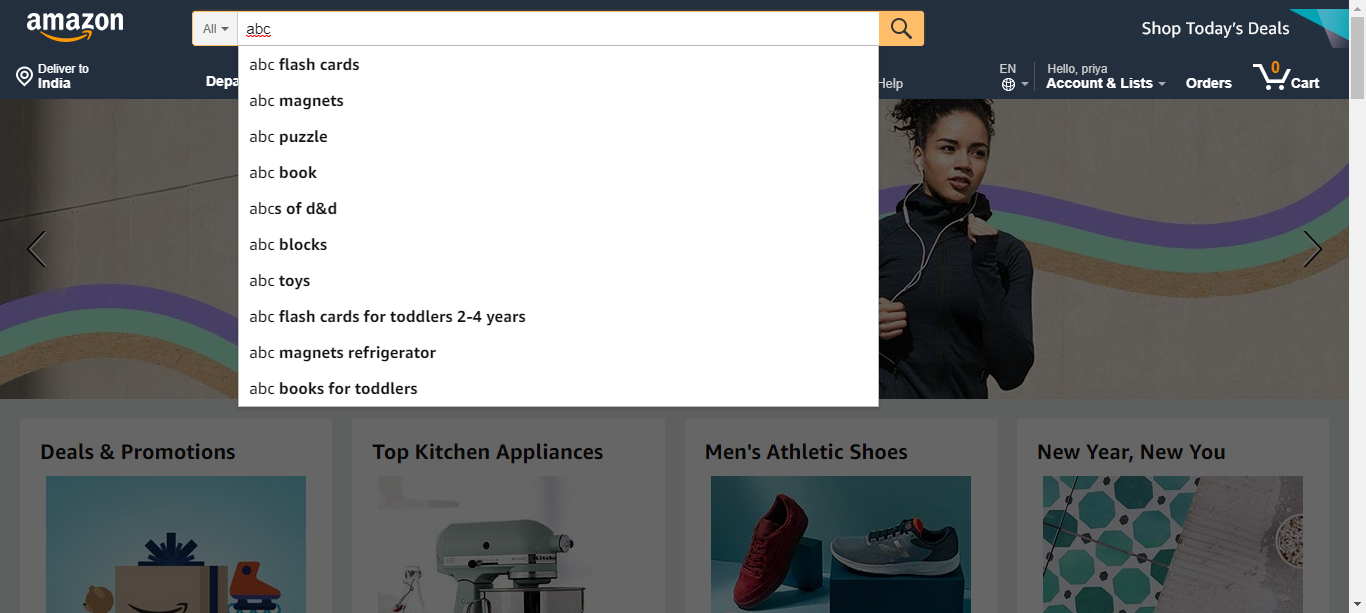 amazon
All
abc
Shop Today's Deals
Deliver to
India
EN
Hello, priya
Account & Lists
Orders
0
Cart
abc flash cards
abc magnets
abc puzzle
abc book
abcs of d&d
abc blocks
abc toys
abc flash cards for toddlers 2-4 years
abc magnets refrigerator
abc books for toddlers
Deals & Promotions
Top Kitchen Appliances
Men's Athletic Shoes
New Year, New You